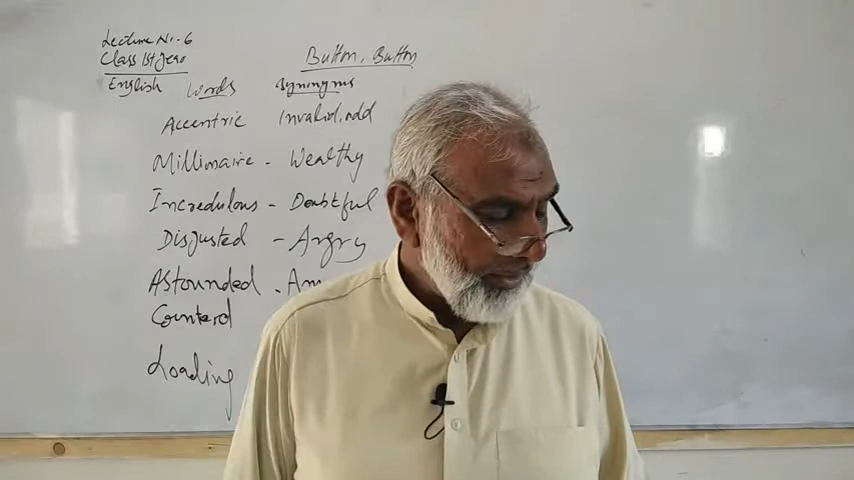 Lecture No-6
Class 1st year
Button, Button
English Words Synonyms
Accentric Invalid, odd
Millionaire - Wealthy
Incredulous - Doubtful
Disgusted - Angry
Astounded - Am
Counterd
Loading